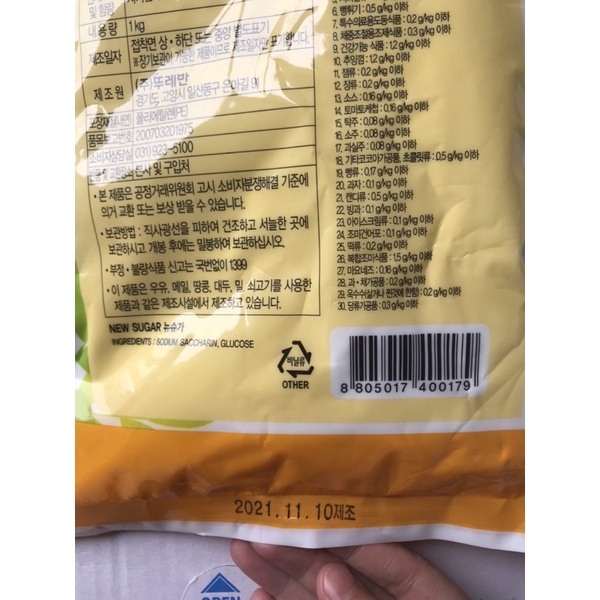 및 함량
내 용 량 1kg
제조일자 접착면 상·하단 또는 중앙 별도표기
※장기보관이 가능한 제품이므로 제조일자만 표기합니다.
제 조 원 (주)뚜레반
경기도 고양시 일산동구 은아길 91
폴리에틸렌(PE)
200703201975
소비자상담실 031) 923-6100
본사 및 구입처
• 본 제품은 공정거래위원회 고시 소비자분쟁해결 기준에
의거 교환 또는 보상 받을 수 있습니다.
• 보관방법 : 직사광선을 피하여 건조하고 서늘한 곳에
보관하시고 개봉 후에는 밀봉하여 보관하십시오.
• 부정·불량식품 신고는 국번없이 1399
• 이 제품은 우유, 메밀, 땅콩, 대두, 밀, 쇠고기를 사용한
제품과 같은 제조시설에서 제조하고 있습니다.
NEW SUGAR 뉴슈가
INGREDIENTS : SODIUM SACCHARIN, GLUCOSE
6. 뻥튀기 : 0.5 g/kg 이하
7. 특수의료용도등식품 : 0.2 g/kg 이하
8. 체중조절용조제식품 : 0.3 g/kg 이하
9. 건강기능 식품 : 1.2 g/kg 이하
10. 추잉껌 : 1.2 g/kg 이하
11. 잼류 : 0.2 g/kg 이하
12. 장류 : 0.2 g/kg 이하
13. 소스 : 0.16 g/kg 이하
14. 토마토케첩 : 0.16 g/kg 이하
15. 탁주 : 0.08 g/kg 이하
16. 소주 : 0.08 g/kg 이하
17. 과실주 : 0.08 g/kg 이하
18. 기타코코아가공품, 초콜릿류 : 0.5 g/kg 이하
19. 빵류 : 0.17 g/kg 이하
20. 과자 : 0.1 g/kg 이하
21. 캔디류 : 0.5 g/kg 이하
22. 빙과 : 0.1 g/kg 이하
23. 아이스크림류 : 0.1 g/kg 이하
24. 조미건어포 : 0.1 g/kg 이하
25. 떡류 : 0.2 g/kg 이하
26. 복합조미식품 : 1.5 g/kg 이하
27. 마요네즈 : 0.16 g/kg 이하
28. 과·채가공품 : 0.2 g/kg 이하
29. 옥수수(삶거나 찐것에 한함) : 0.2 g/kg 이하
30. 당류가공품 : 0.3 g/kg 이하
비닐류
OTHER
8 805017 400179
2021.11.10제조
OPEN